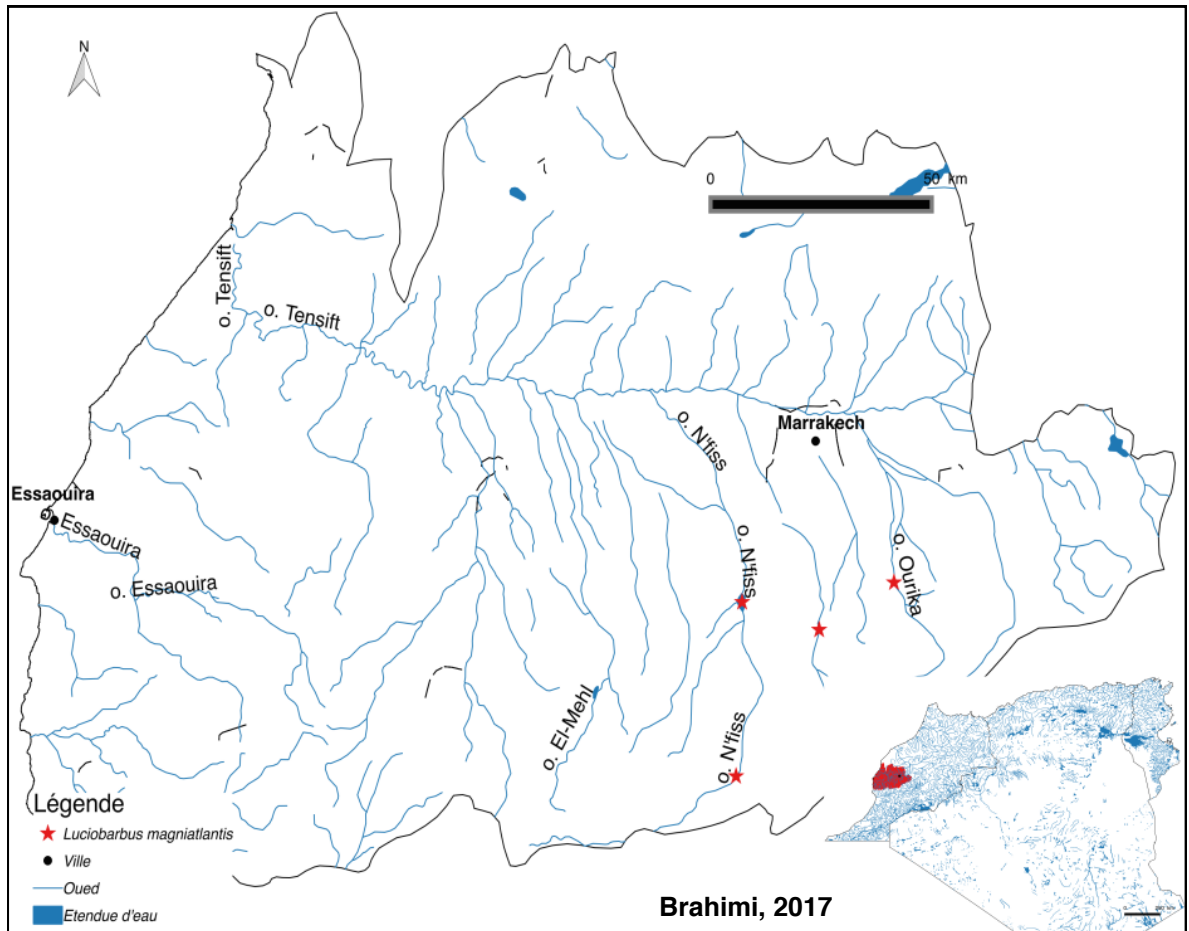 N
0 50 km
o. Tensift
o. Tensift
o. N'fiss
Marrakech
Essaouira
o. Essaouira
o. N'fiss
o. Ourika
o. Essaouira
o. El-Mehl
o. N'fiss
Légende
Luciobarbus magniatlantis
Ville
Oued
Etendue d'eau
Brahimi, 2017